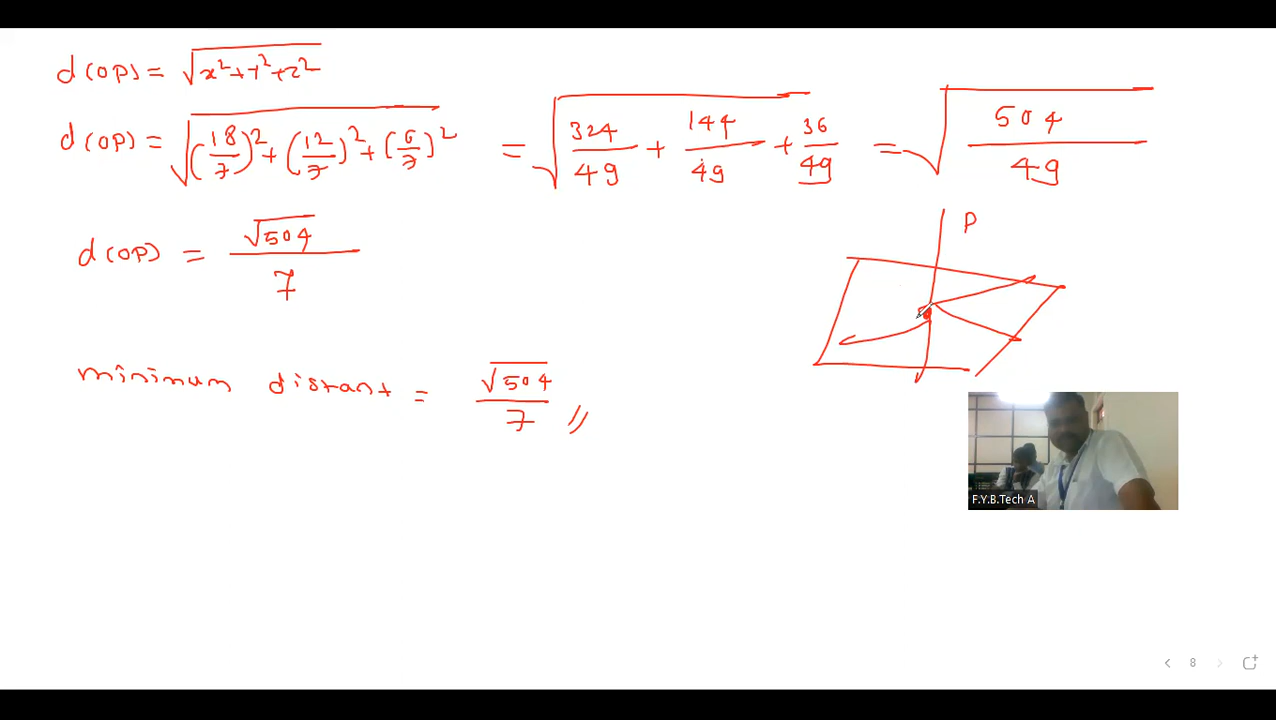 d(OP) = √x²+y²+z²
d(OP) = √(18/7)²+(12/7)²+(6/7)² = √324/49 + 144/49 + 36/49 = √504/49
d(OP) = √504/7
P
minimum distant = √504/7 //
F.Y.B.Tech A
8